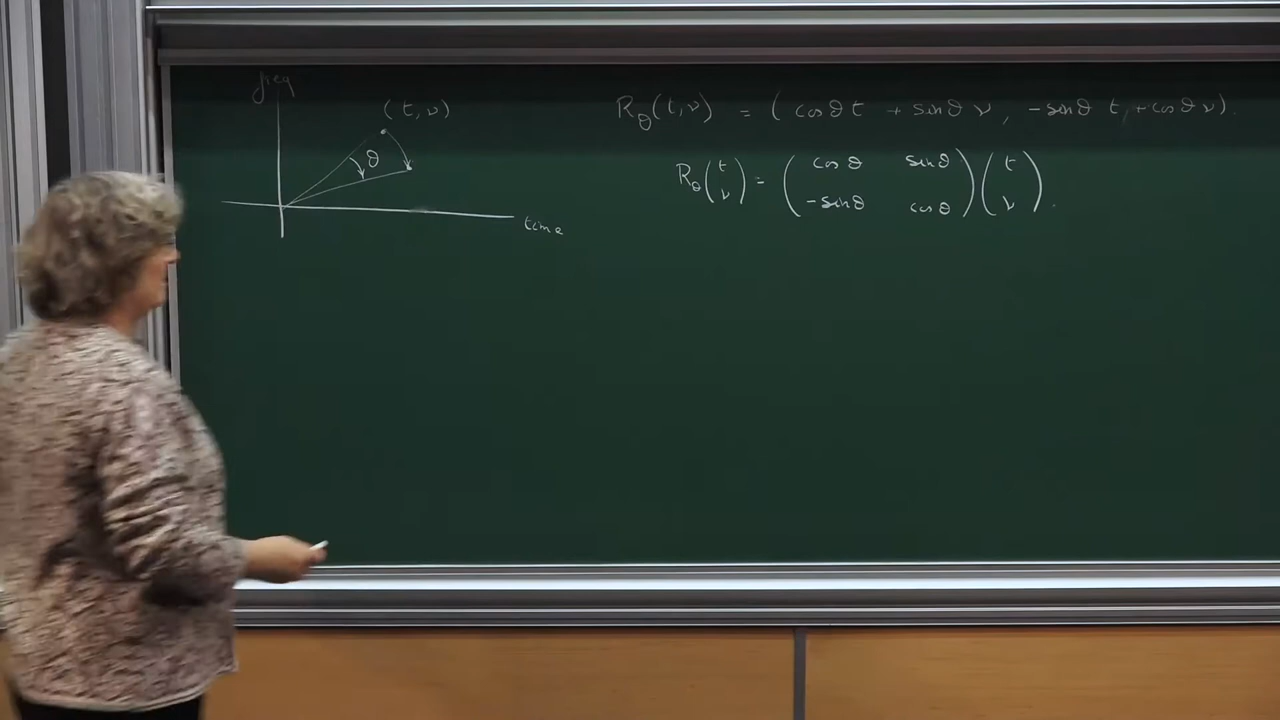 freq
(t, ν)
θ
time
R_θ(t, ν) = ( cos θ t + sin θ ν , - sin θ t + cos θ ν ).
R_θ ( t ν ) = ( cos θ sin θ - sin θ cos θ ) ( t ν ).